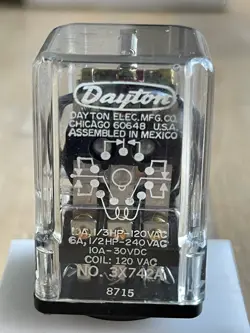 Dayton
DAYTON ELEC. MFG. CO.
CHICAGO 60648 U.S.A.
ASSEMBLED IN MEXICO
10A, 1/3HP-120VAC
6A, 1/2HP-240VAC
10A-30VDC
COIL: 120 VAC
NO. 3X742A
8715